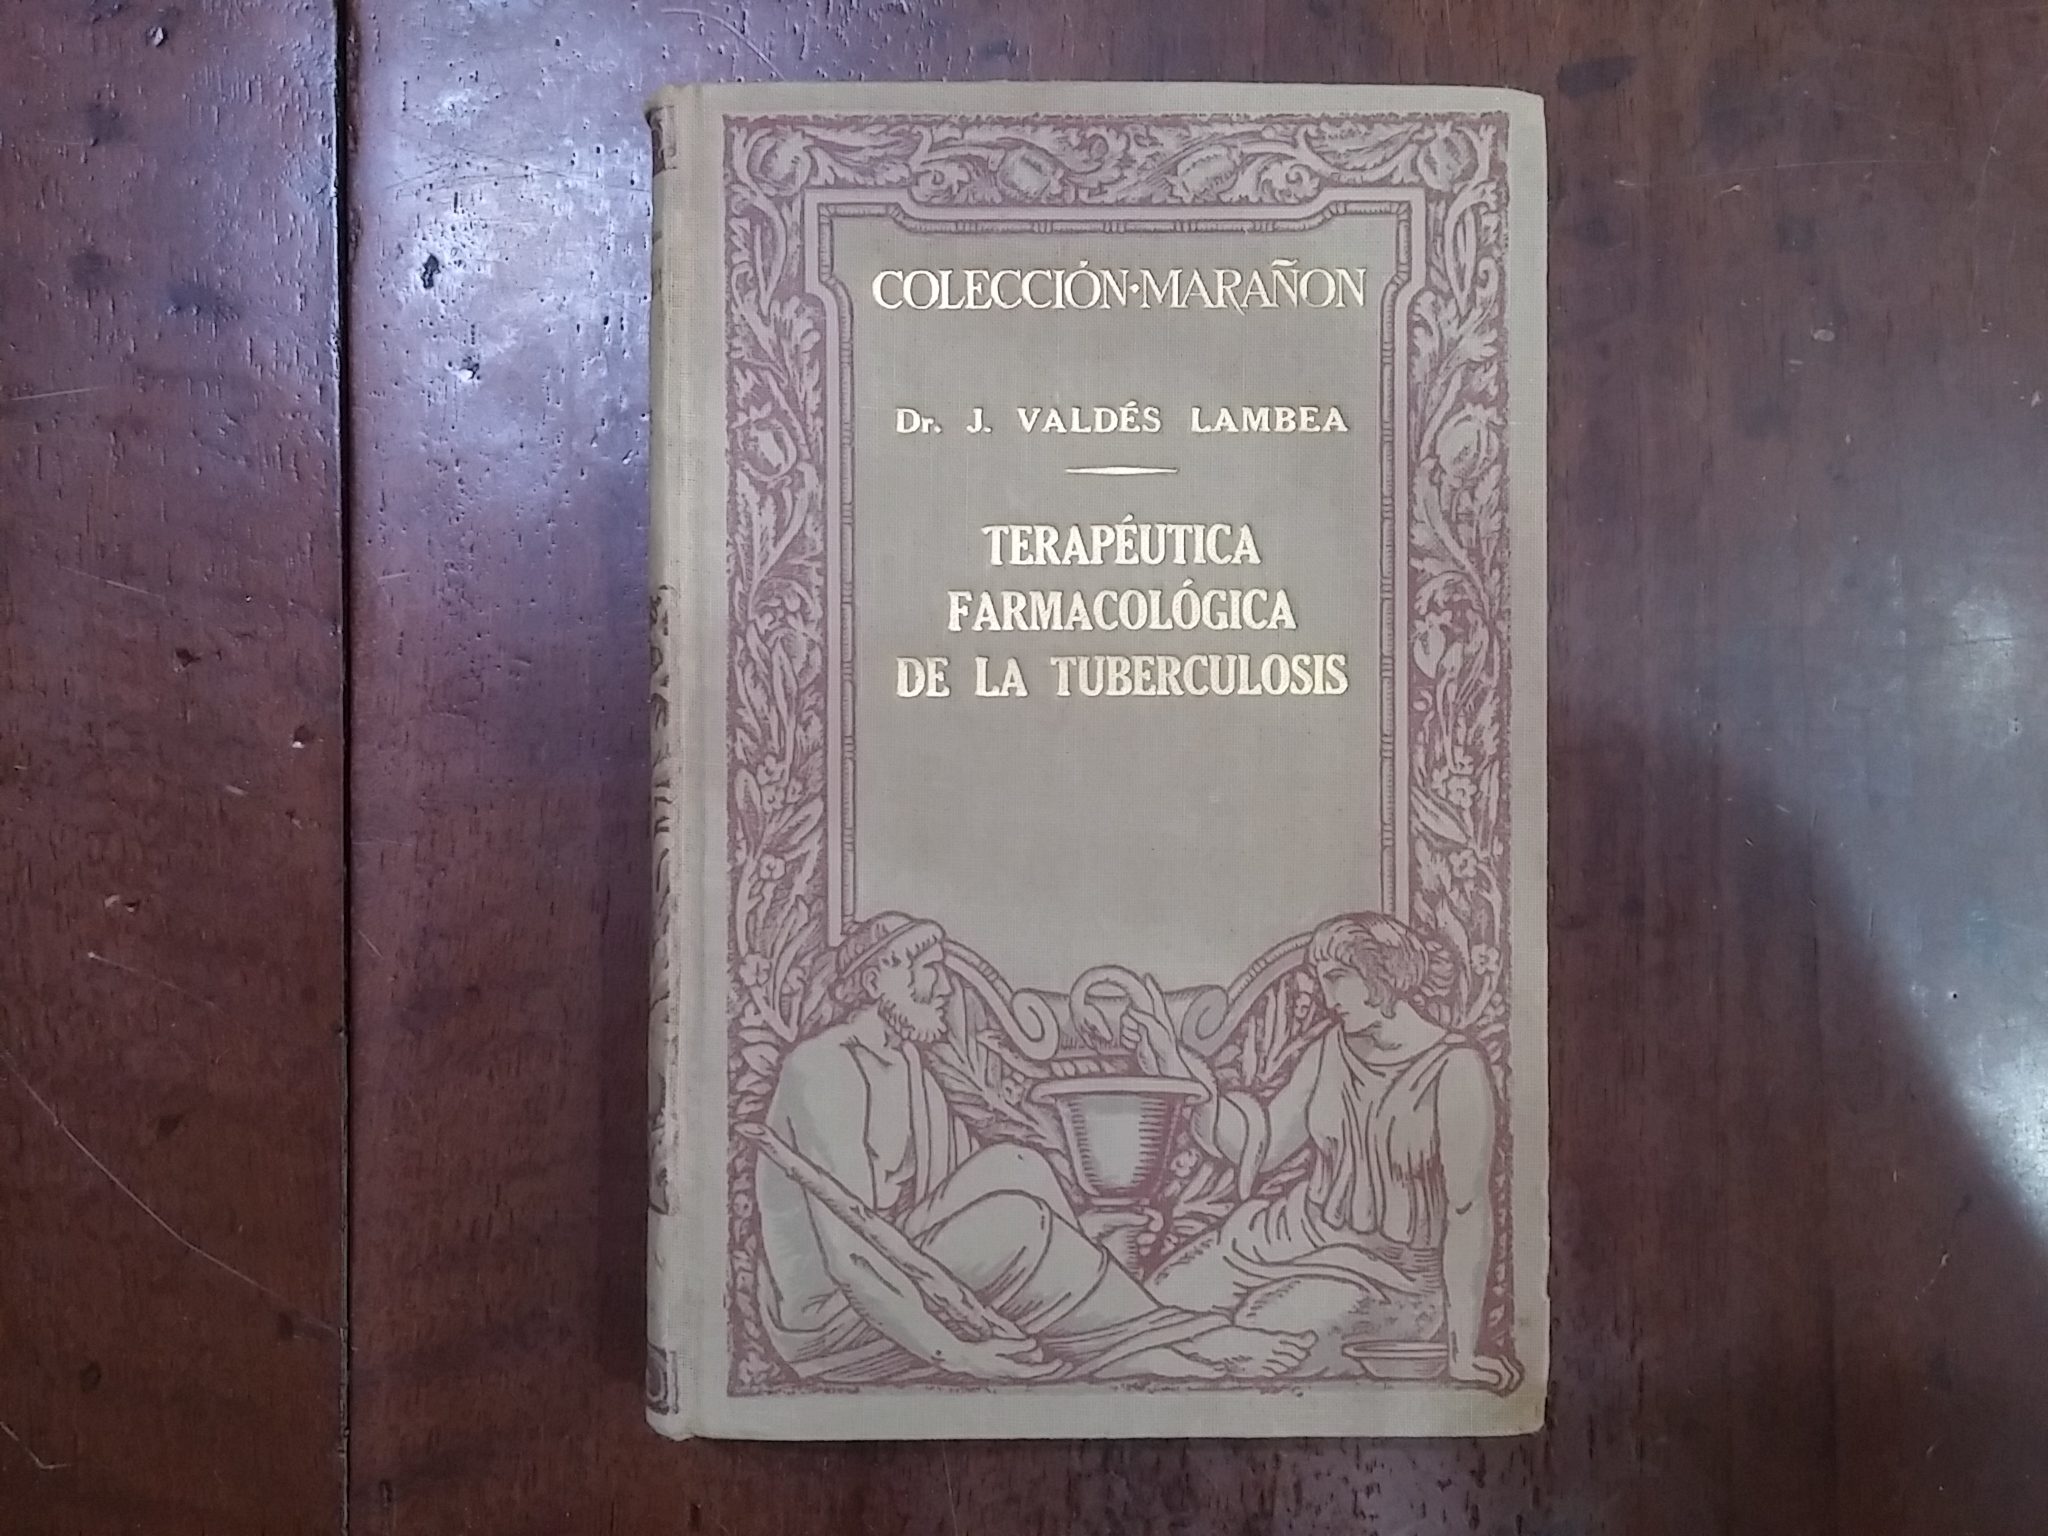 COLECCIÓN·MARAÑON
Dr. J. VALDÉS LAMBEA
TERAPÉUTICA
FARMACOLÓGICA
DE LA TUBERCULOSIS